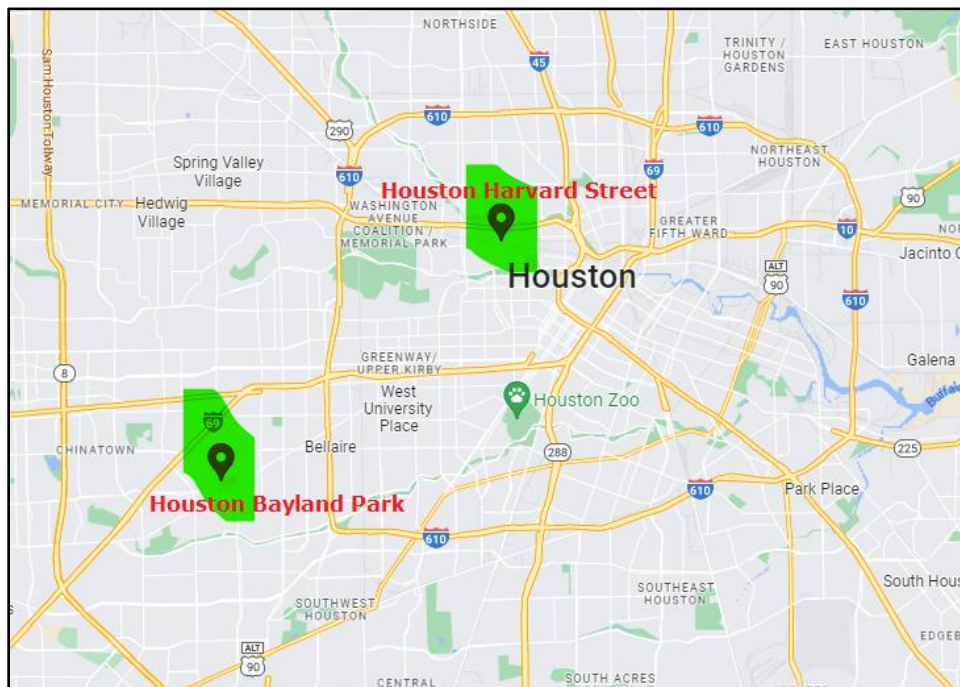 NORTHSIDE
TRINITY /
HOUSTON
GARDENS
EAST HOUSTON
Sam Houston Tollway
45
610
290
610
69
610
NORTHEAST
HOUSTON
Spring Valley
Village
Houston Harvard Street
90
MEMORIAL CITY
Hedwig
Village
WASHINGTON
AVENUE
COALITION /
MEMORIAL PARK
GREATER
FIFTH WARD
10
NOR
Jacinto C
Houston
ALT
90
610
8
GREENWAY/
UPPER KIRBY
Galena
West
University
Place
Houston Zoo
Buffal
69
CHINATOWN
Bellaire
288
225
Houston Bayland Park
610
Park Place
610
SOUTHEAST
HOUSTON
South Hous
SOUTHWEST
HOUSTON
EDGEB
ALT
90
CENTRAL
SOUTH ACRES